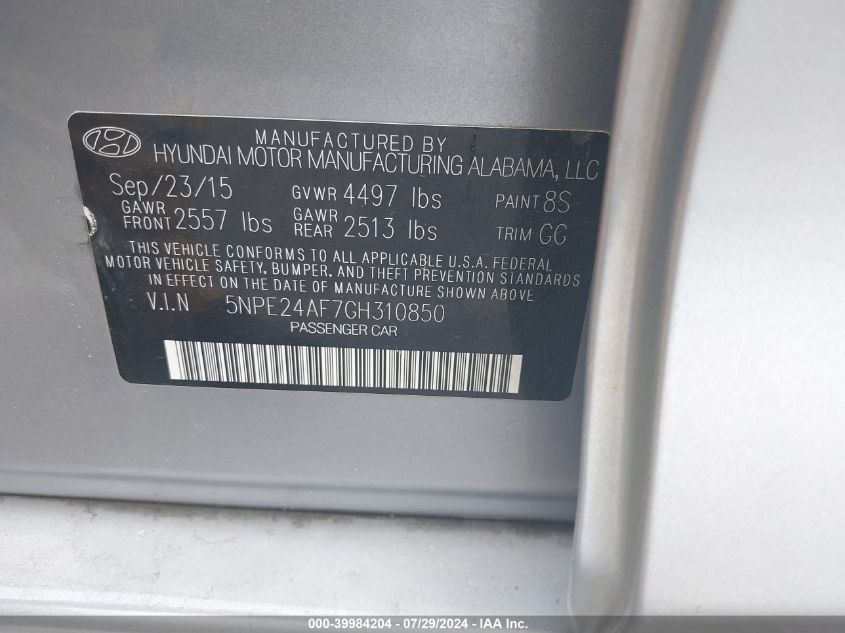 MANUFACTURED BY
HYUNDAI MOTOR MANUFACTURING ALABAMA, LLC
Sep/23/15 GVWR 4497 lbs PAINT 8S
GAWR FRONT 2557 lbs GAWR REAR 2513 lbs TRIM GG
THIS VEHICLE CONFORMS TO ALL APPLICABLE U.S.A. FEDERAL
MOTOR VEHICLE SAFETY, BUMPER, AND THEFT PREVENTION STANDARDS
IN EFFECT ON THE DATE OF MANUFACTURE SHOWN ABOVE
V.I.N 5NPE24AF7GH310850
PASSENGER CAR
000-39984204 - 07/29/2024 - IAA Inc.